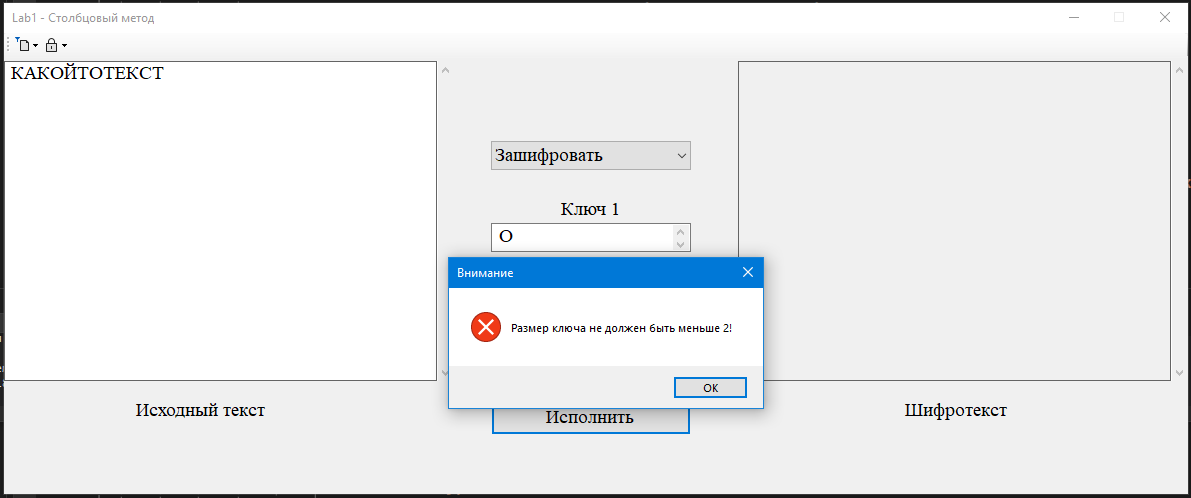 Lab1 - Столбцовый метод
КАКОЙТОТЕКСТ
Зашифровать
Ключ 1
О
Внимание
Размер ключа не должен быть меньше 2!
OK
Исполнить
Исходный текст
Шифротекст